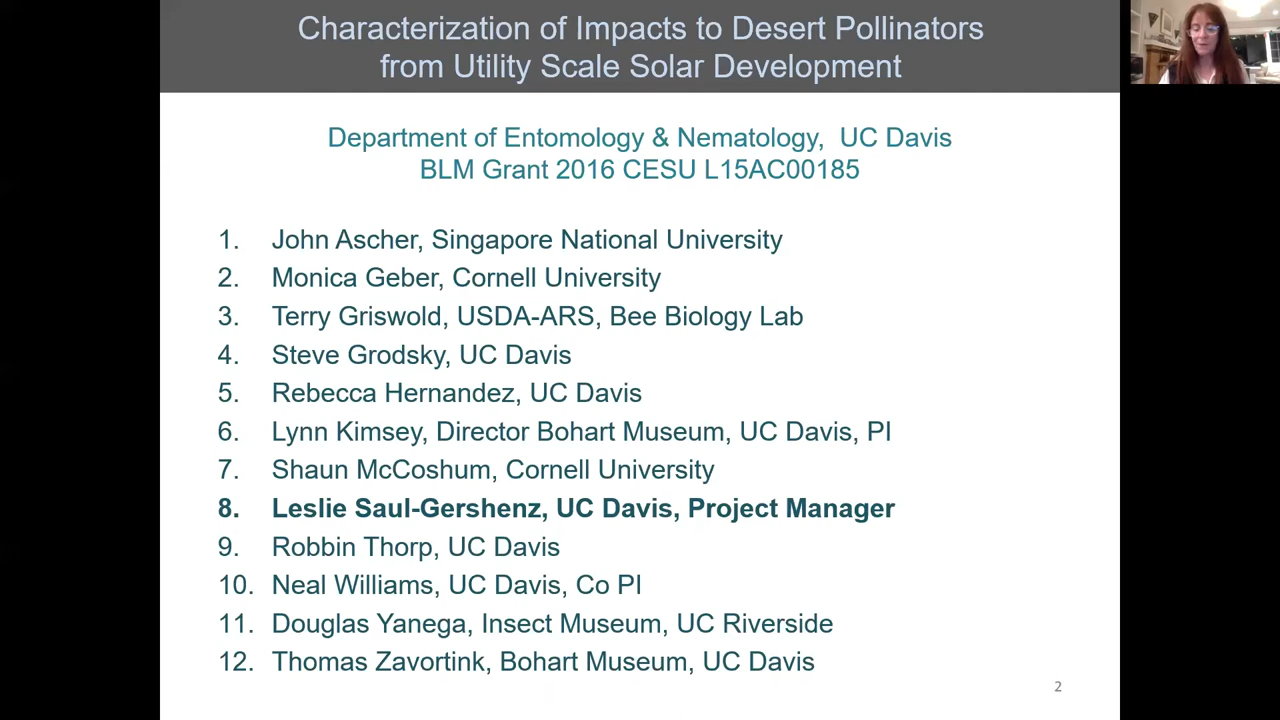 Characterization of Impacts to Desert Pollinators
from Utility Scale Solar Development
Department of Entomology & Nematology, UC Davis
BLM Grant 2016 CESU L15AC00185
1. John Ascher, Singapore National University
2. Monica Geber, Cornell University
3. Terry Griswold, USDA-ARS, Bee Biology Lab
4. Steve Grodsky, UC Davis
5. Rebecca Hernandez, UC Davis
6. Lynn Kimsey, Director Bohart Museum, UC Davis, PI
7. Shaun McCoshum, Cornell University
8. Leslie Saul-Gershenz, UC Davis, Project Manager
9. Robbin Thorp, UC Davis
10. Neal Williams, UC Davis, Co PI
11. Douglas Yanega, Insect Museum, UC Riverside
12. Thomas Zavortink, Bohart Museum, UC Davis
2